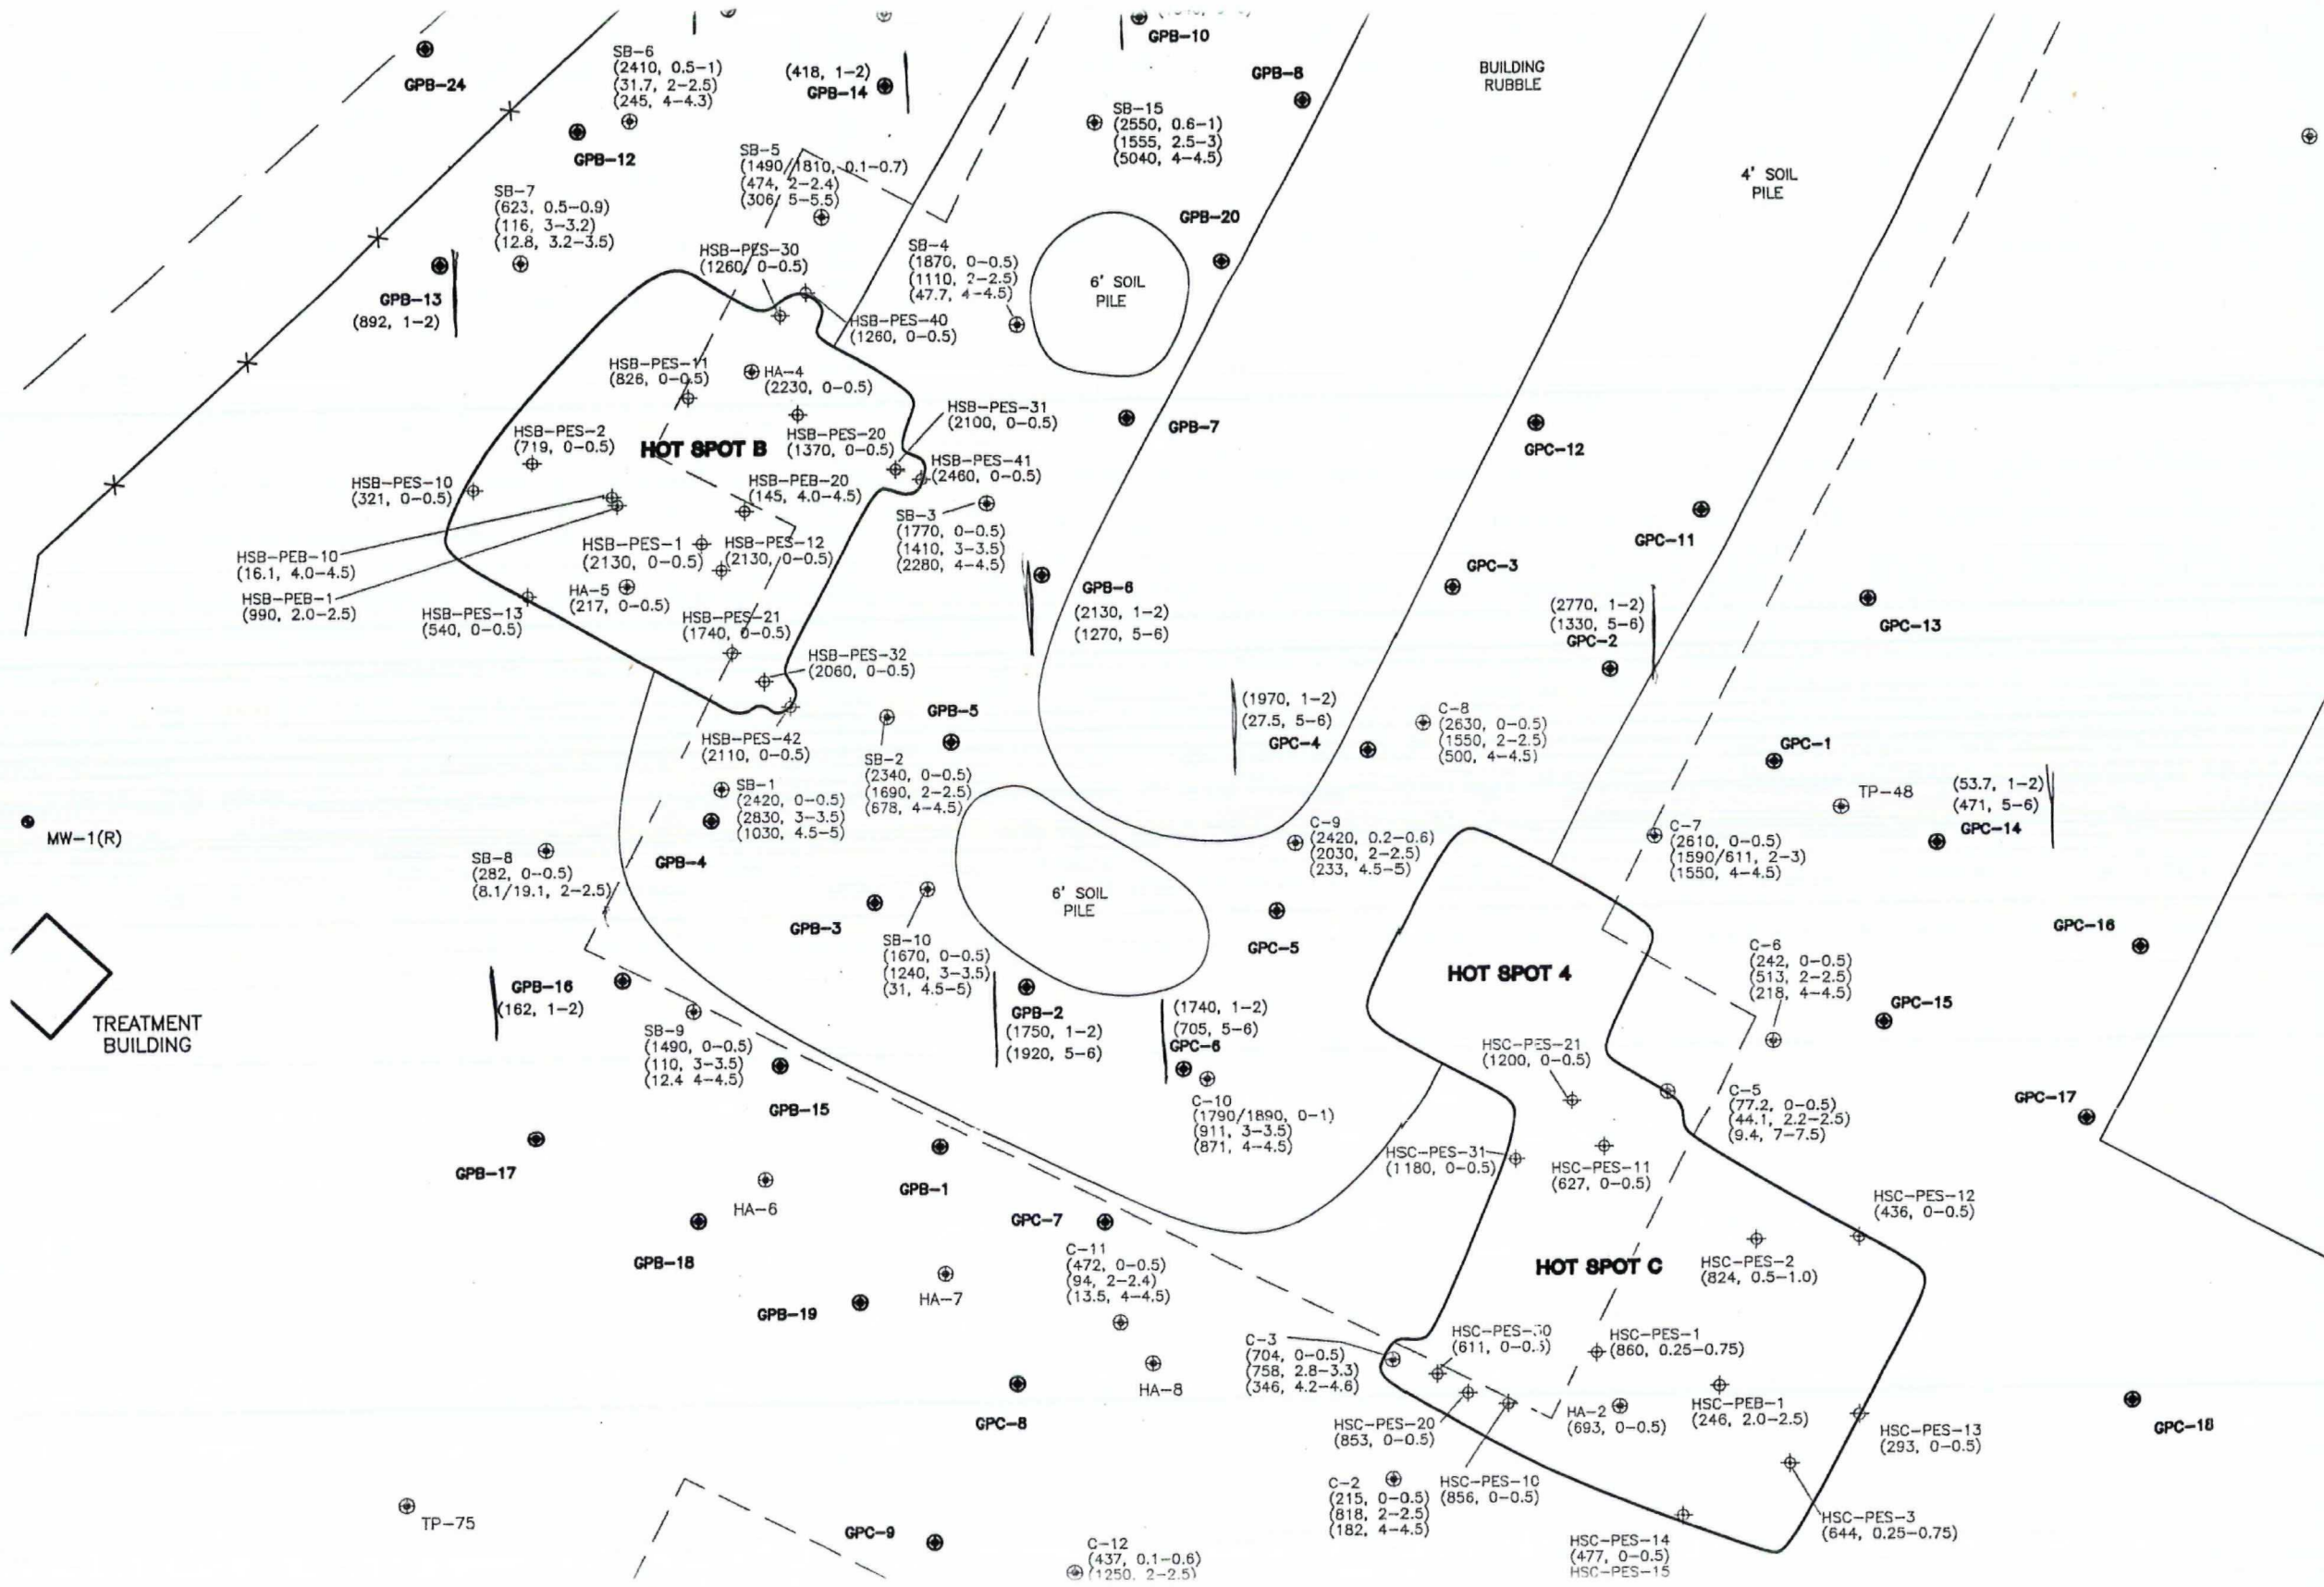 GPB-10
GPB-24
SB-6
(2410, 0.5-1)
(31.7, 2-2.5)
(245, 4-4.3)
(418, 1-2)
GPB-14
GPB-8
BUILDING
RUBBLE
GPB-12
SB-15
(2550, 0.6-1)
(1555, 2.5-3)
(5040, 4-4.5)
SB-5
(1490/1810, 0.1-0.7)
(474, 2-2.4)
(306, 5-5.5)
4' SOIL
PILE
SB-7
(623, 0.5-0.9)
(116, 3-3.2)
(12.8, 3.2-3.5)
GPB-20
HSB-PES-30
(1260, 0-0.5)
SB-4
(1870, 0-0.5)
(1110, 2-2.5)
(47.7, 4-4.5)
6' SOIL
PILE
GPB-13
(892, 1-2)
HSB-PES-40
(1260, 0-0.5)
HSB-PES-11
(826, 0-0.5)
HA-4
(2230, 0-0.5)
HSB-PES-31
(2100, 0-0.5)
GPB-7
HSB-PES-2
(719, 0-0.5)
HOT SPOT B
HSB-PES-20
(1370, 0-0.5)
GPC-12
HSB-PES-41
(2460, 0-0.5)
HSB-PES-10
(321, 0-0.5)
HSB-PEB-20
(145, 4.0-4.5)
SB-3
(1770, 0-0.5)
(1410, 3-3.5)
(2280, 4-4.5)
GPC-11
HSB-PEB-10
(16.1, 4.0-4.5)
HSB-PES-1
(2130, 0-0.5)
HSB-PES-12
(2130, 0-0.5)
HSB-PEB-1
(990, 2.0-2.5)
HSB-PES-13
(540, 0-0.5)
HA-5
(217, 0-0.5)
GPB-6
(2130, 1-2)
(1270, 5-6)
GPC-3
(2770, 1-2)
(1330, 5-6)
GPC-2
GPC-13
HSB-PES-21
(1740, 0-0.5)
HSB-PES-32
(2060, 0-0.5)
GPB-5
(1970, 1-2)
(27.5, 5-6)
GPC-4
C-8
(2630, 0-0.5)
(1550, 2-2.5)
(500, 4-4.5)
GPC-1
HSB-PES-42
(2110, 0-0.5)
SB-2
(2340, 0-0.5)
(1690, 2-2.5)
(678, 4-4.5)
SB-1
(2420, 0-0.5)
(2830, 3-3.5)
(1030, 4.5-5)
TP-48
(53.7, 1-2)
(471, 5-6)
GPC-14
MW-1(R)
C-9
(2420, 0.2-0.6)
(2030, 2-2.5)
(233, 4.5-5)
C-7
(2610, 0-0.5)
(1590/611, 2-3)
(1550, 4-4.5)
GPB-4
SB-8
(282, 0-0.5)
(8.1/19.1, 2-2.5)
6' SOIL
PILE
GPB-3
GPC-5
GPC-16
SB-10
(1670, 0-0.5)
(1240, 3-3.5)
(31, 4.5-5)
C-6
(242, 0-0.5)
(513, 2-2.5)
(218, 4-4.5)
HOT SPOT 4
GPB-16
(162, 1-2)
GPC-15
GPB-2
(1750, 1-2)
(1920, 5-6)
(1740, 1-2)
(705, 5-6)
GPC-6
TREATMENT
BUILDING
SB-9
(1490, 0-0.5)
(110, 3-3.5)
(12.4 4-4.5)
HSC-PES-21
(1200, 0-0.5)
GPB-15
C-10
(1790/1890, 0-1)
(911, 3-3.5)
(871, 4-4.5)
C-5
(77.2, 0-0.5)
(44.1, 2.2-2.5)
(9.4, 7-7.5)
GPC-17
GPB-17
HSC-PES-31
(1180, 0-0.5)
HSC-PES-11
(627, 0-0.5)
GPB-1
HSC-PES-12
(436, 0-0.5)
HA-6
GPC-7
GPB-18
C-11
(472, 0-0.5)
(94, 2-2.4)
(13.5, 4-4.5)
HOT SPOT C
HSC-PES-2
(824, 0.5-1.0)
HA-7
GPB-19
C-3
(704, 0-0.5)
(758, 2.8-3.3)
(346, 4.2-4.6)
HSC-PES-30
(611, 0-0.5)
HSC-PES-1
(860, 0.25-0.75)
HA-8
HSC-PEB-1
(246, 2.0-2.5)
GPC-8
HSC-PES-20
(853, 0-0.5)
HA-2
(693, 0-0.5)
HSC-PES-13
(293, 0-0.5)
GPC-18
C-2
(215, 0-0.5)
(818, 2-2.5)
(182, 4-4.5)
HSC-PES-10
(856, 0-0.5)
TP-75
HSC-PES-3
(644, 0.25-0.75)
GPC-9
C-12
(437, 0.1-0.6)
(1250, 2-2.5)
HSC-PES-14
(477, 0-0.5)
HSC-PES-15